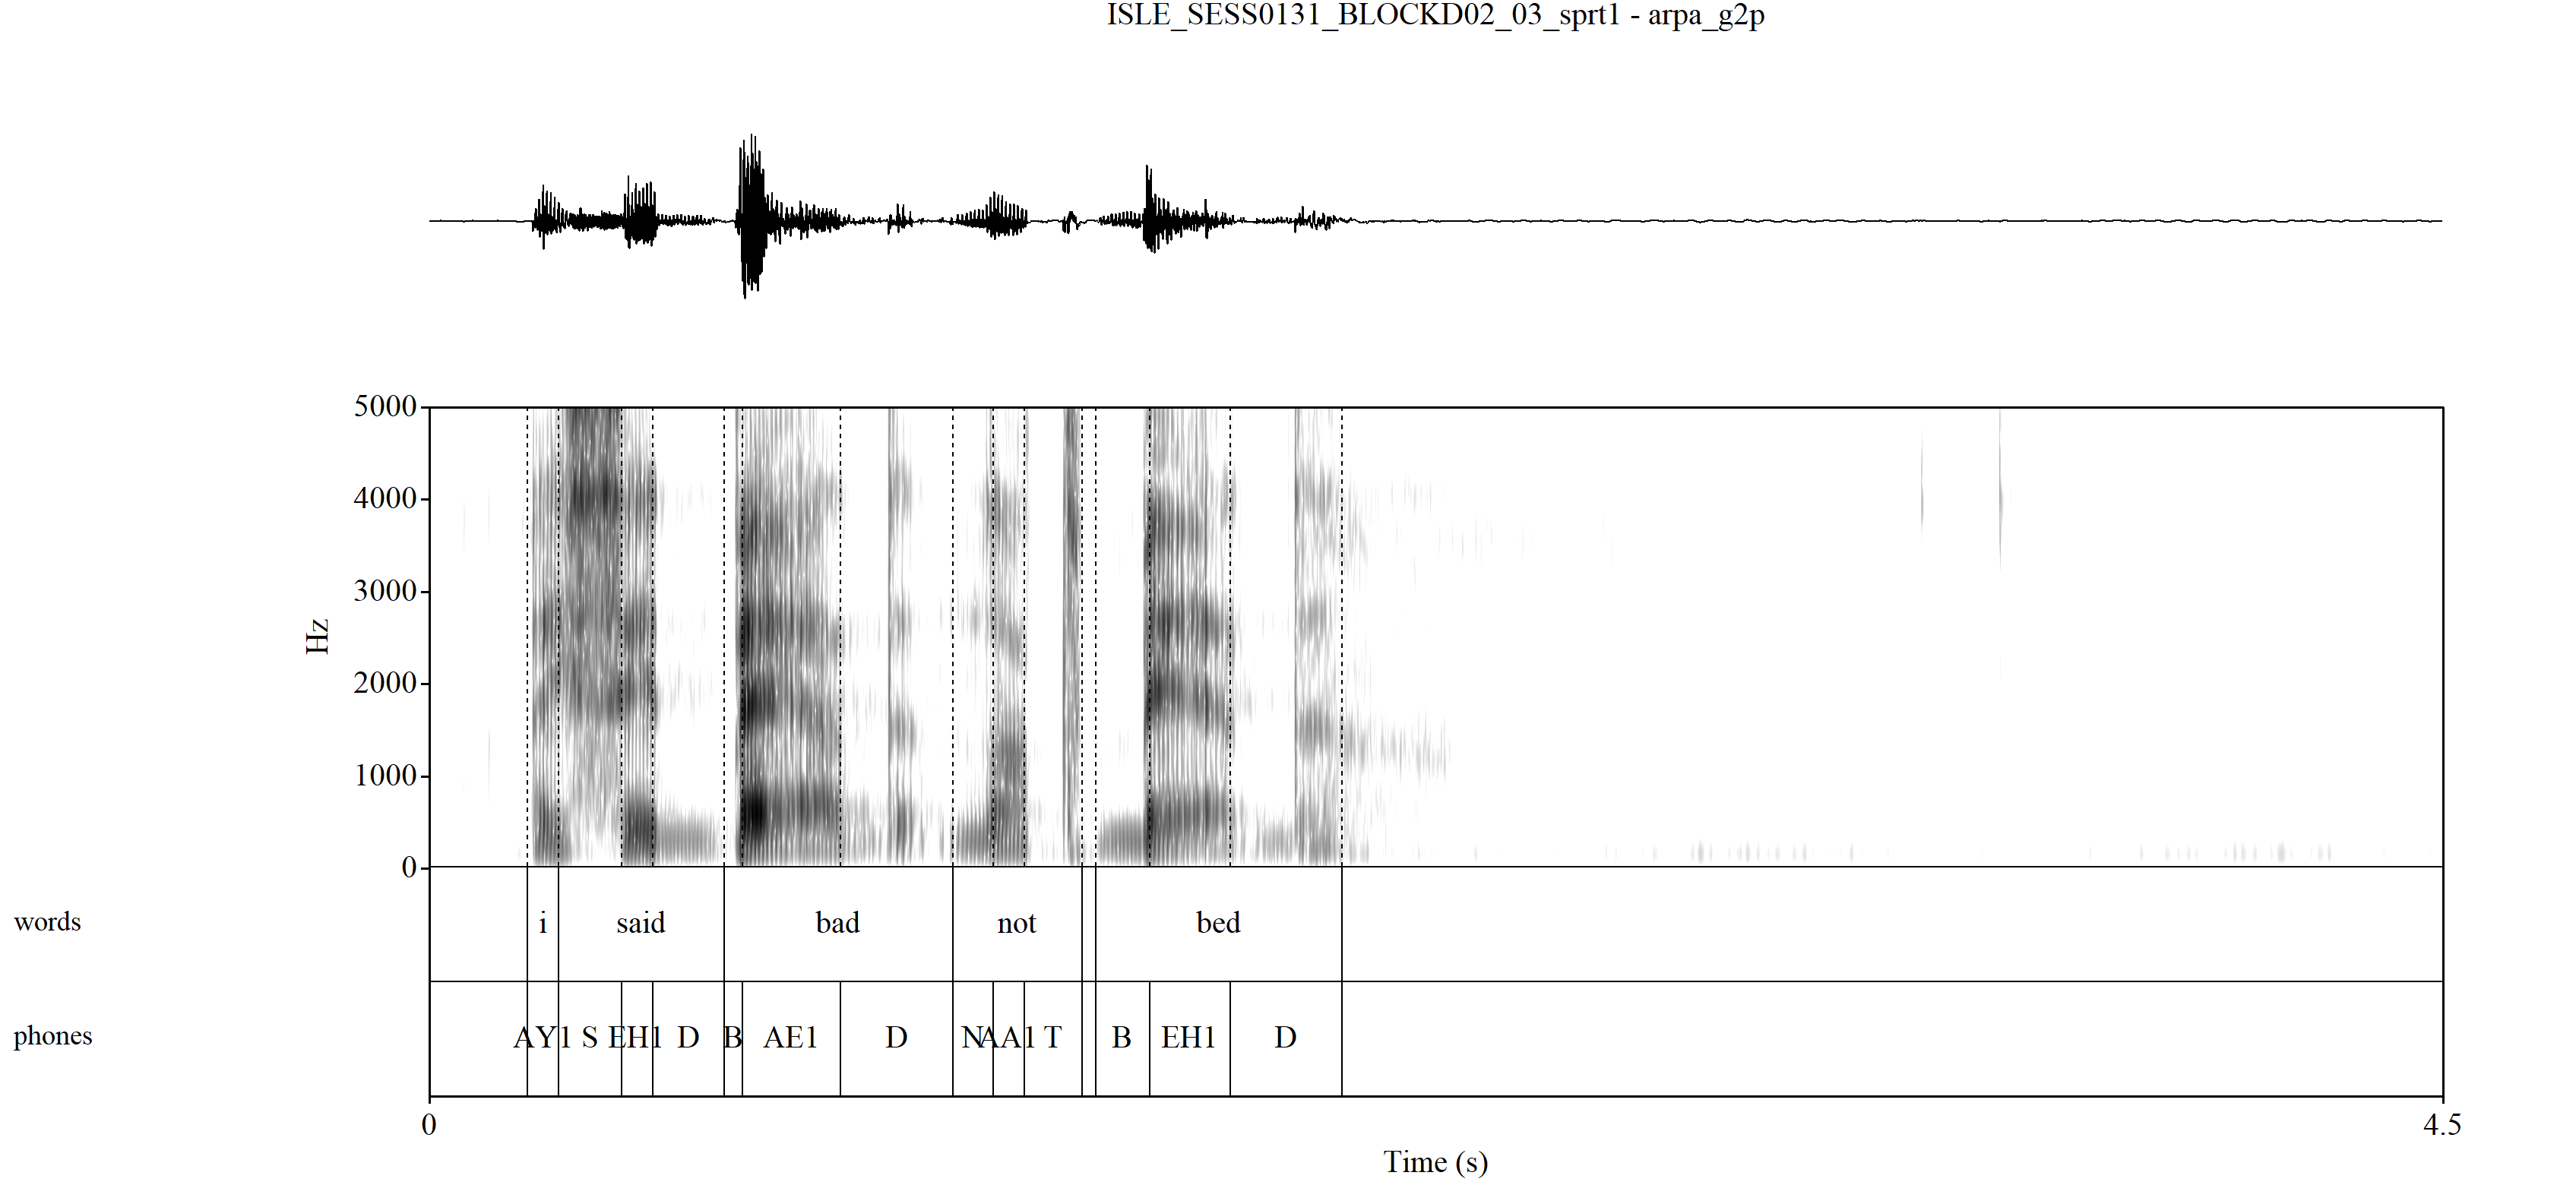 ISLE_SESS0131_BLOCKD02_03_sprt1 - arpa_g2p
5000
4000
3000
2000
1000
0
Hz
words i said bad not bed
phones AY1 S EH1 D B AE1 D N AA1 T B EH1 D
0 4.5
Time (s)